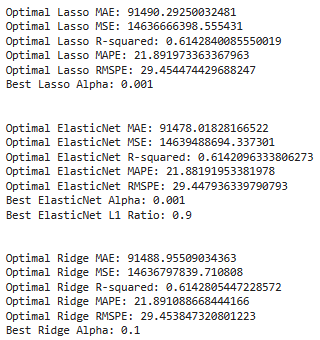 Optimal Lasso MAE: 91490.29250032481
Optimal Lasso MSE: 14636666398.555431
Optimal Lasso R-squared: 0.6142840085550019
Optimal Lasso MAPE: 21.891973363367963
Optimal Lasso RMSPE: 29.454474429688247
Best Lasso Alpha: 0.001
Optimal ElasticNet MAE: 91478.01828166522
Optimal ElasticNet MSE: 14639488694.337301
Optimal ElasticNet R-squared: 0.6142096333806273
Optimal ElasticNet MAPE: 21.88191953381978
Optimal ElasticNet RMSPE: 29.447936339790793
Best ElasticNet Alpha: 0.001
Best ElasticNet L1 Ratio: 0.9
Optimal Ridge MAE: 91488.95509034363
Optimal Ridge MSE: 14636797839.710808
Optimal Ridge R-squared: 0.6142805447228572
Optimal Ridge MAPE: 21.891088668444166
Optimal Ridge RMSPE: 29.453847320801223
Best Ridge Alpha: 0.1